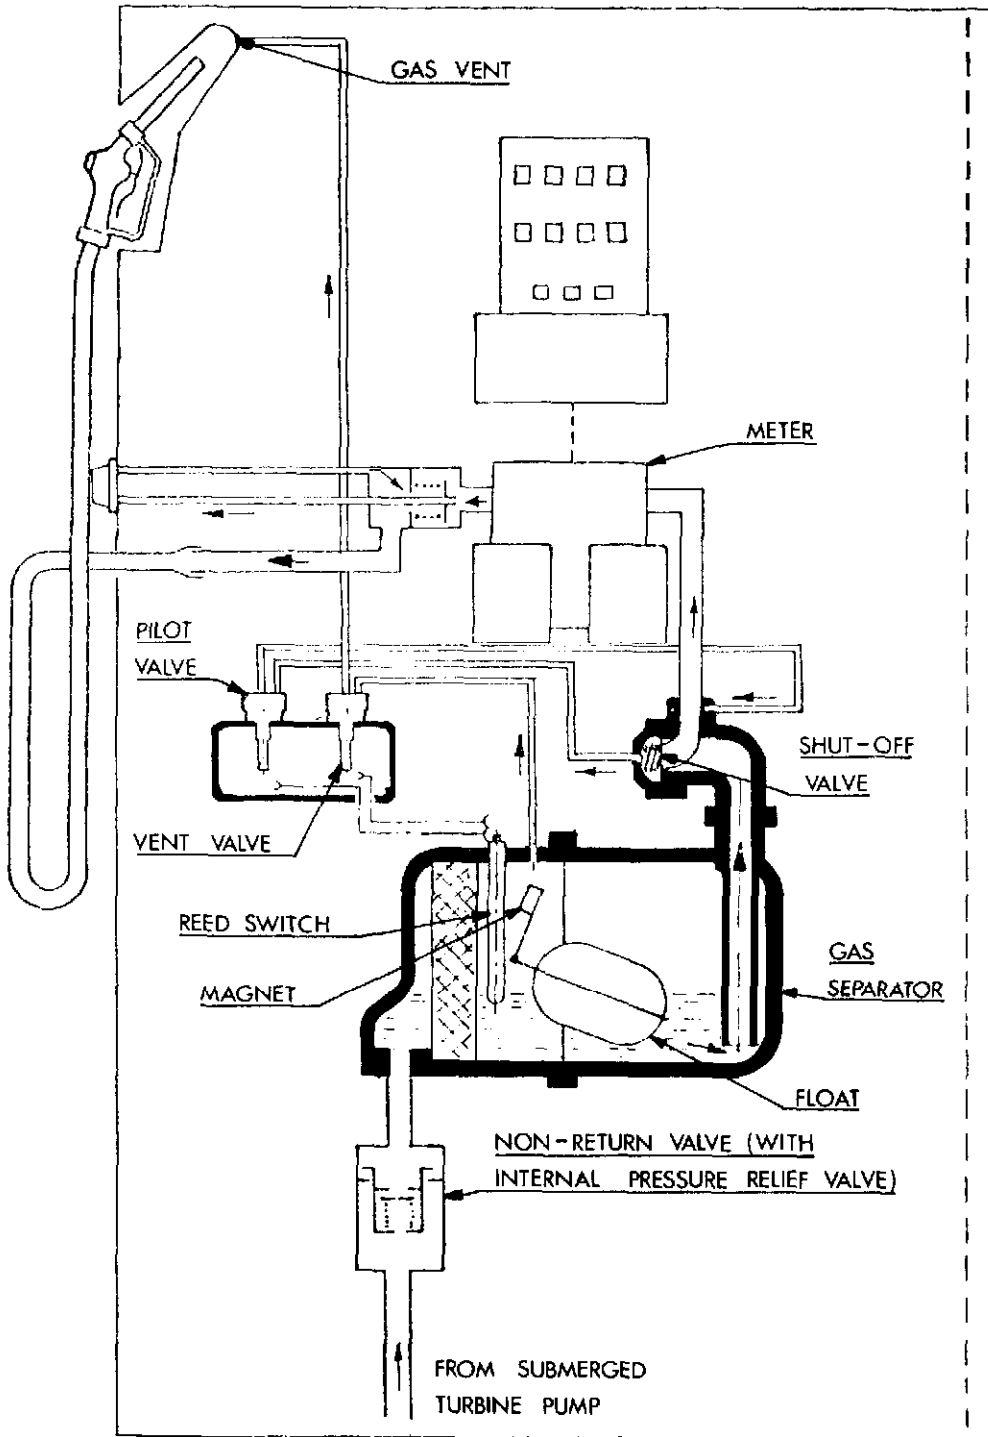 GAS VENT
METER
PILOT
VALVE
SHUT-OFF
VALVE
VENT VALVE
REED SWITCH
MAGNET
GAS
SEPARATOR
FLOAT
NON-RETURN VALVE (WITH
INTERNAL PRESSURE RELIEF VALVE)
FROM SUBMERGED
TURBINE PUMP